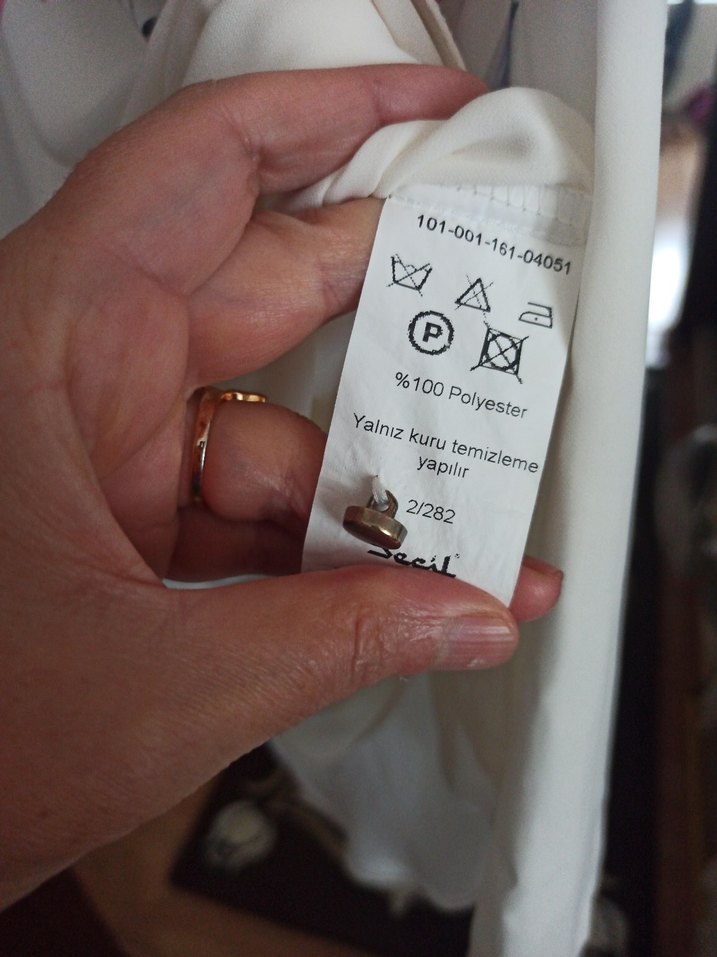 101-001-161-04051
P
%100 Polyester
Yalnız kuru temizleme
yapılır
2/282
Seçil